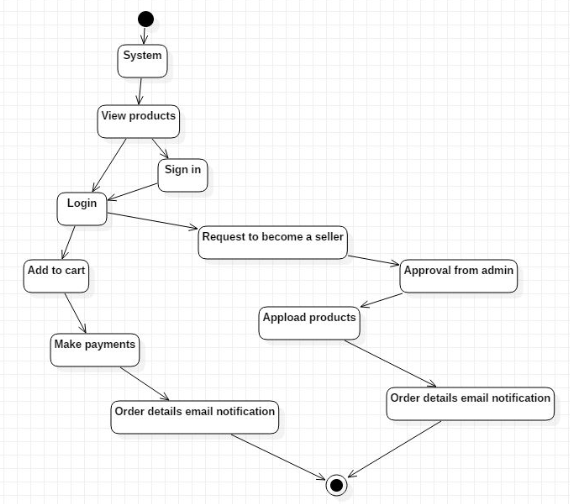 System
View products
Sign in
Login
Request to become a seller
Add to cart
Approval from admin
Appload products
Make payments
Order details email notification
Order details email notification